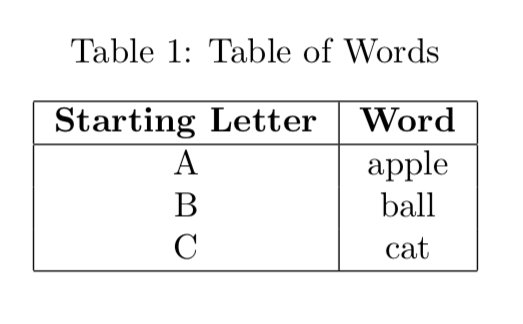 Table 1: Table of Words
Starting Letter Word
A apple
B ball
C cat